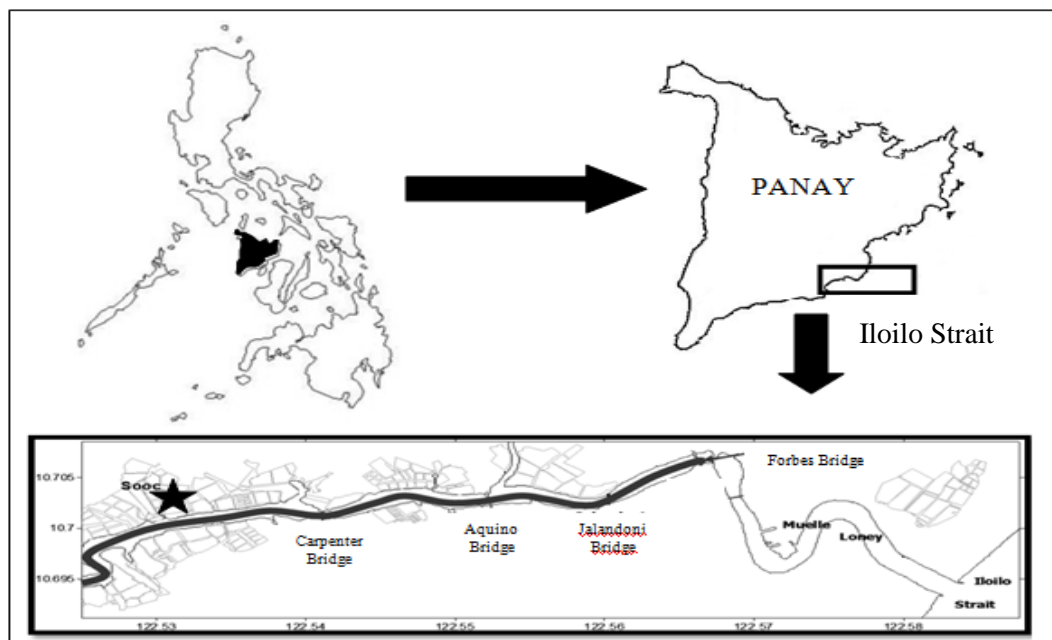 PANAY
Iloilo Strait
10.705
Sooc
10.7
10.695
Forbes Bridge
Carpenter
Bridge
Aquino
Bridge
Jalandoni
Bridge
Muelle
Loney
Iloilo
Strait
122.53
122.54
122.55
122.56
122.57
122.58